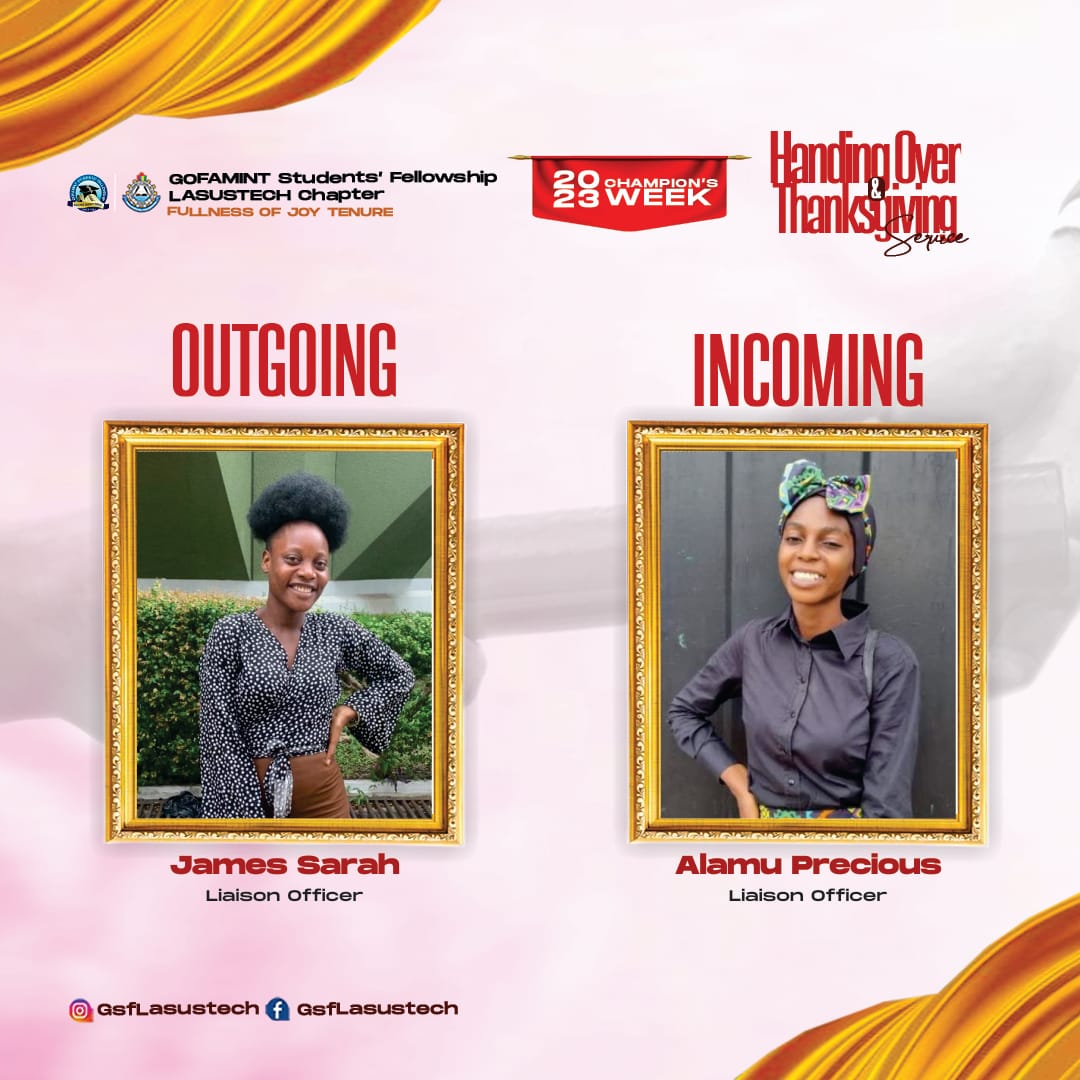 GOFAMINT Students' Fellowship
LASUSTECH Chapter
FULLNESS OF JOY TENURE
2023 CHAMPION'S WEEK
Handing Over
&
Thanksgiving
Service
OUTGOING
INCOMING
James Sarah
Liaison Officer
Alamu Precious
Liaison Officer
GsfLasustech GsfLasustech